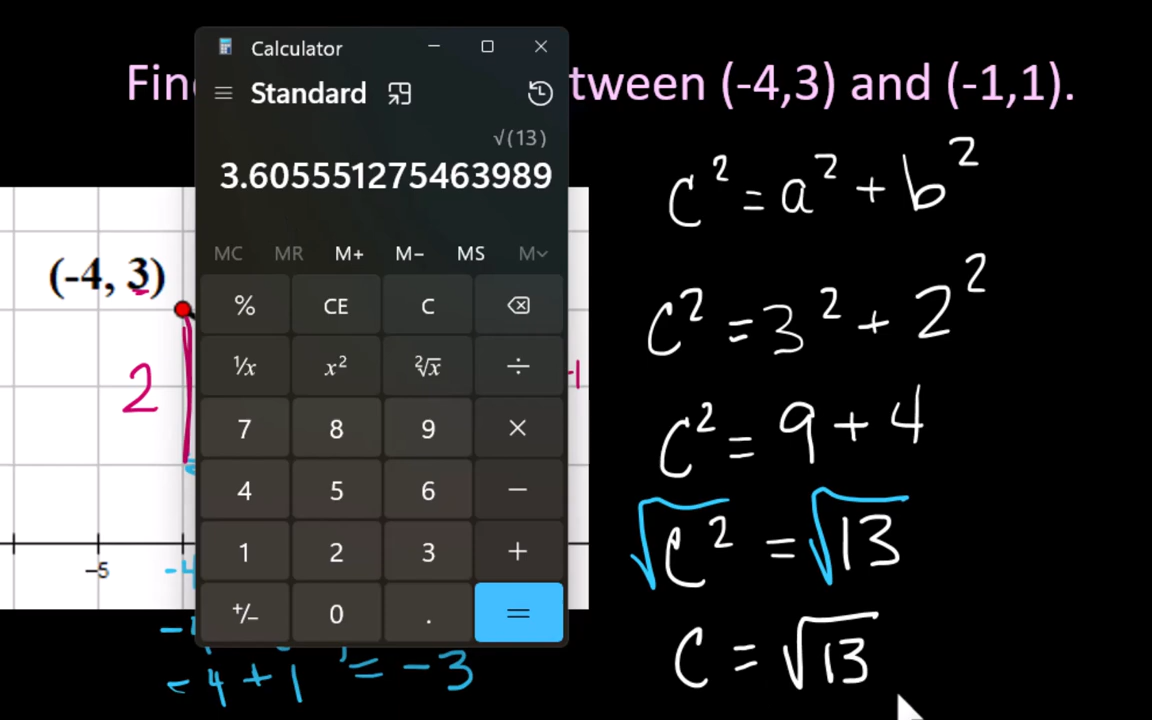 Calculator
Standard
Fin tween (-4,3) and (-1,1).
√(13)
3.605551275463989
MC MR M+ M− MS M˅
% CE C
¹/x x² ²√x ÷
7 8 9 ×
4 5 6 −
1 2 3 +
+/− 0 . =
(-4, 3)
2
-1
−5
-4
-4 + 1 = -3
C² = a² + b²
C² = 3² + 2²
C² = 9 + 4
√C² = √13
C = √13